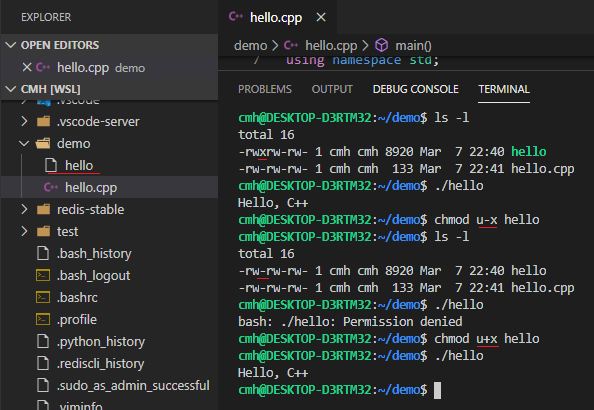 EXPLORER
OPEN EDITORS
hello.cpp demo
CMH [WSL]
.vscode
.vscode-server
demo
hello
hello.cpp
redis-stable
test
.bash_history
.bash_logout
.bashrc
.profile
.python_history
.rediscli_history
.sudo_as_admin_successful
.viminfo
hello.cpp
demo > hello.cpp > main()
7 using namespace std;
PROBLEMS OUTPUT DEBUG CONSOLE TERMINAL
cmh@DESKTOP-D3RTM32:~/demo$ ls -l
total 16
-rwxrw-rw- 1 cmh cmh 8920 Mar 7 22:40 hello
-rw-rw-rw- 1 cmh cmh 133 Mar 7 22:41 hello.cpp
cmh@DESKTOP-D3RTM32:~/demo$ ./hello
Hello, C++
cmh@DESKTOP-D3RTM32:~/demo$ chmod u-x hello
cmh@DESKTOP-D3RTM32:~/demo$ ls -l
total 16
-rw-rw-rw- 1 cmh cmh 8920 Mar 7 22:40 hello
-rw-rw-rw- 1 cmh cmh 133 Mar 7 22:41 hello.cpp
cmh@DESKTOP-D3RTM32:~/demo$ ./hello
bash: ./hello: Permission denied
cmh@DESKTOP-D3RTM32:~/demo$ chmod u+x hello
cmh@DESKTOP-D3RTM32:~/demo$ ./hello
Hello, C++
cmh@DESKTOP-D3RTM32:~/demo$